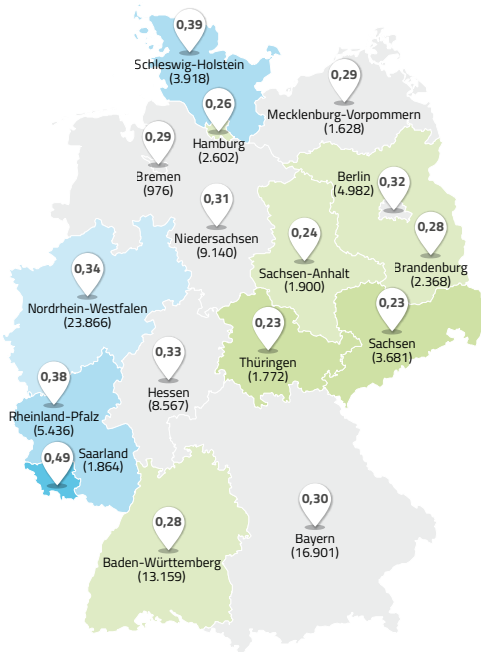 0,39
Schleswig-Holstein
(3.918)
0,26
Hamburg
(2.602)
0,29
Mecklenburg-Vorpommern
(1.628)
0,29
Bremen
(976)
0,31
Niedersachsen
(9.140)
Berlin
(4.982)
0,32
0,28
Brandenburg
(2.368)
0,24
Sachsen-Anhalt
(1.900)
0,34
Nordrhein-Westfalen
(23.866)
0,23
Sachsen
(3.681)
0,23
Thüringen
(1.772)
0,33
Hessen
(8.567)
0,38
Rheinland-Pfalz
(5.436)
0,49
Saarland
(1.864)
0,30
Bayern
(16.901)
0,28
Baden-Württemberg
(13.159)